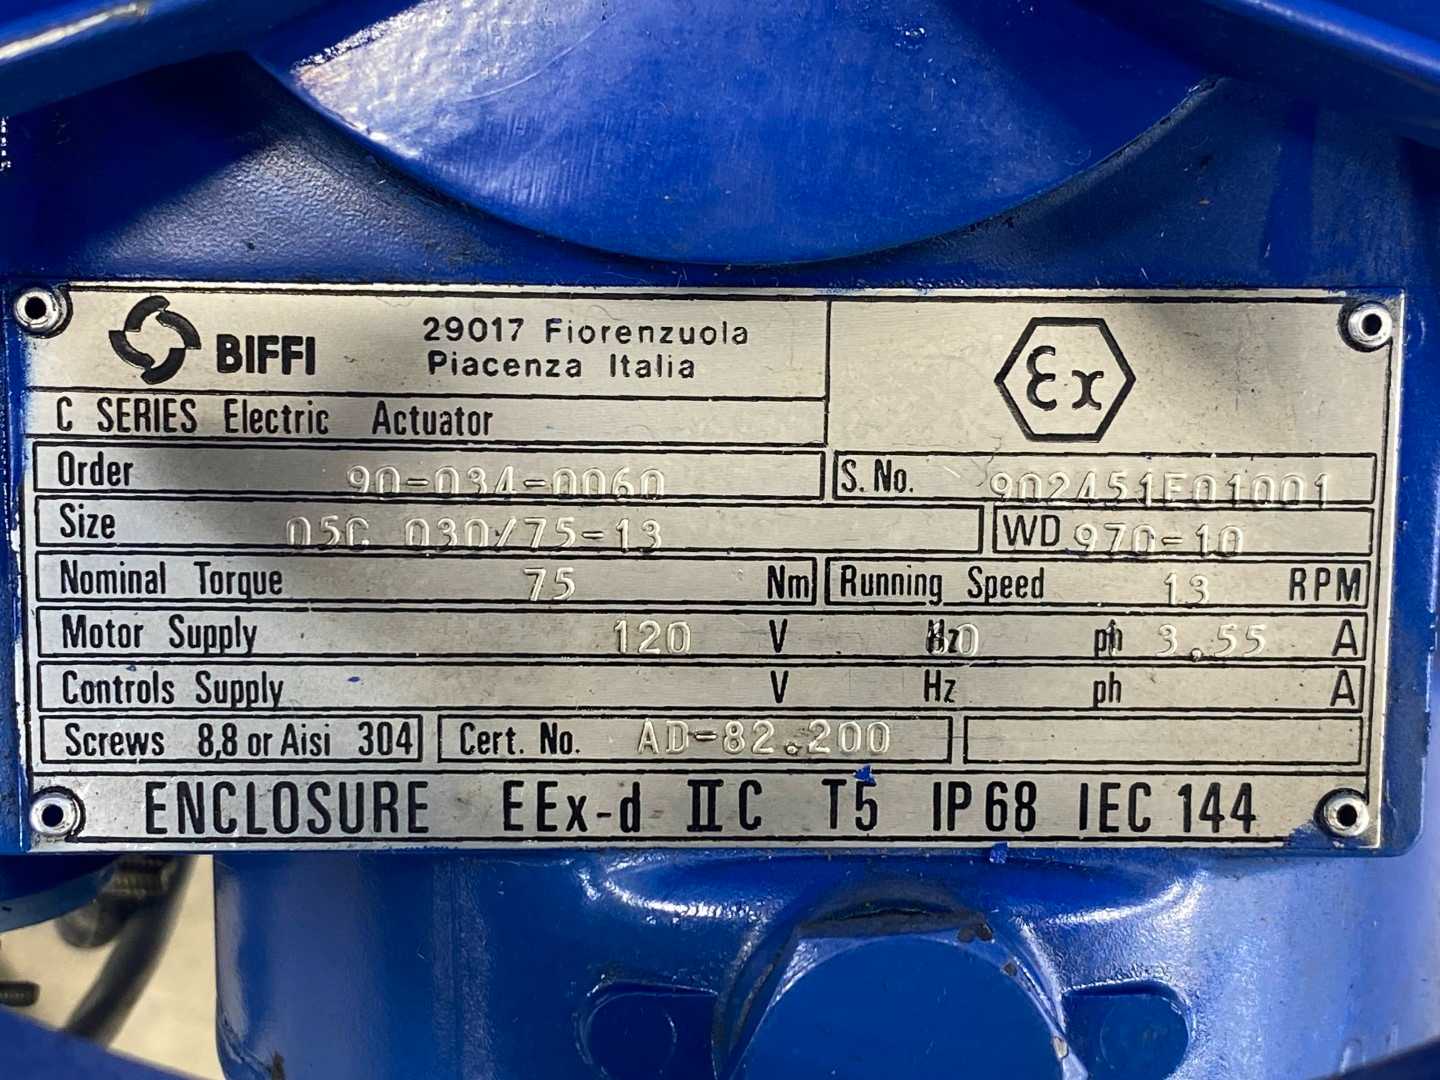 BIFFI
29017 Fiorenzuola
Piacenza Italia
Ex
C SERIES Electric Actuator
Order 90-034-0060
S. No. 902451E01001
Size 05C 030/75-13
WD 970-10
Nominal Torque 75 Nm
Running Speed 13 RPM
Motor Supply 120 V Hz ph 3.55 A
Controls Supply V Hz ph A
Screws 8,8 or Aisi 304
Cert. No. AD-82.200
ENCLOSURE EEx-d IIC T5 IP68 IEC 144